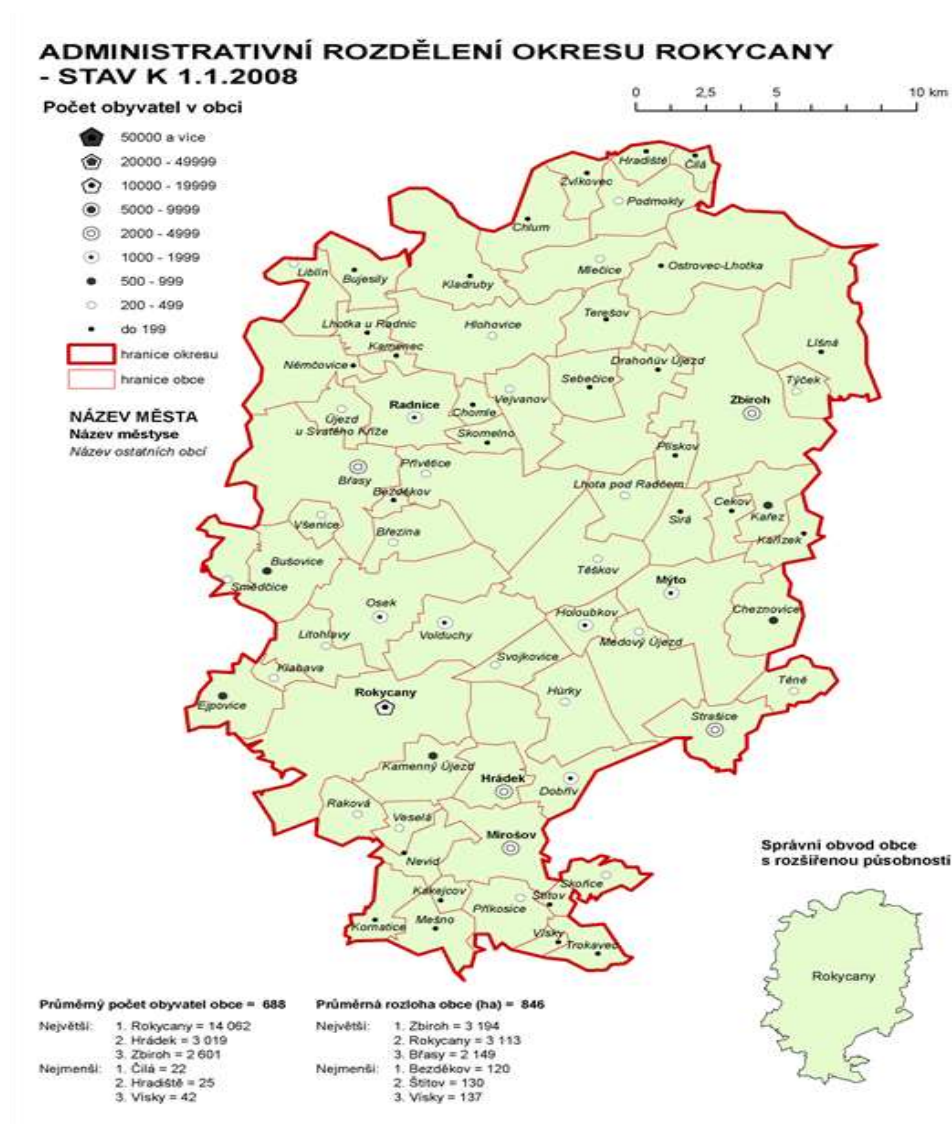 ADMINISTRATIVNÍ ROZDĚLENÍ OKRESU ROKYCANY
- STAV K 1.1.2008
Počet obyvatel v obci
50000 a více
20000 - 49999
10000 - 19999
5000 - 9999
2000 - 4999
1000 - 1999
500 - 999
200 - 499
do 199
hranice okresu
hranice obce
NÁZEV MĚSTA
Název městyse
Název ostatních obcí
0 2,5 5 10 km
Hradiště
Čilá
Zvíkovec
Podmokly
Chlum
Liblín
Bujesily
Kladruby
Mlečice
Ostrovec-Lhotka
Lhotka u Radnic
Hlohovice
Terešov
Kamenec
Líšná
Němčovice
Drahoňův Újezd
Sebečice
Týček
Radnice
Chomle
Vejvanov
Zbiroh
Újezd
u Svatého Kříže
Skomelno
Plískov
Břasy
Přívětice
Bezděkov
Lhota pod Radčem
Cekov
Kařez
Sirá
Všenice
Březina
Kařízek
Bušovice
Smědčice
Těškov
Mýto
Osek
Holoubkov
Cheznovice
Litohlavy
Volduchy
Medový Újezd
Svojkovice
Klabava
Těně
Rokycany
Ejpovice
Hůrky
Strašice
Kamenný Újezd
Hrádek
Dobřív
Raková
Veselá
Mirošov
Nevid
Skořice
Kakejcov
Štítov
Příkosice
Mešno
Kornatice
Vísky
Trokavec
Správní obvod obce
s rozšířenou působností
Rokycany
Průměrný počet obyvatel obce = 688
Největší: 1. Rokycany = 14 062
2. Hrádek = 3 019
3. Zbiroh = 2 601
Nejmenší: 1. Čilá = 22
2. Hradiště = 25
3. Vísky = 42
Průměrná rozloha obce (ha) = 846
Největší: 1. Zbiroh = 3 194
2. Rokycany = 3 113
3. Břasy = 2 149
Nejmenší: 1. Bezděkov = 120
2. Štítov = 130
3. Vísky = 137